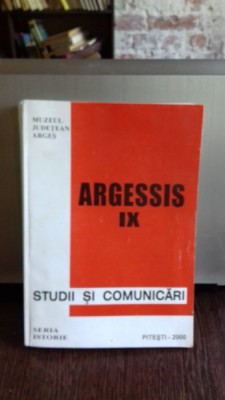 MUZEUL
JUDEȚEAN
ARGEȘ
ARGESSIS
IX
STUDII ȘI COMUNICĂRI
SERIA
ISTORIE
PITEȘTI - 2000